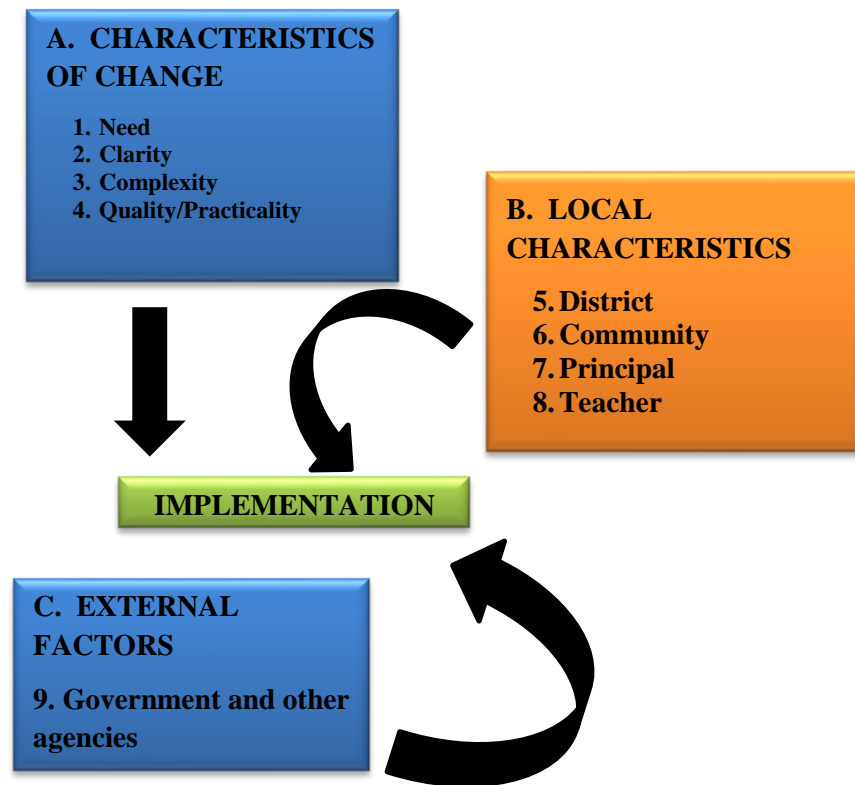 A. CHARACTERISTICS
OF CHANGE
1. Need
2. Clarity
3. Complexity
4. Quality/Practicality
B. LOCAL
CHARACTERISTICS
5. District
6. Community
7. Principal
8. Teacher
IMPLEMENTATION
C. EXTERNAL
FACTORS
9. Government and other
agencies